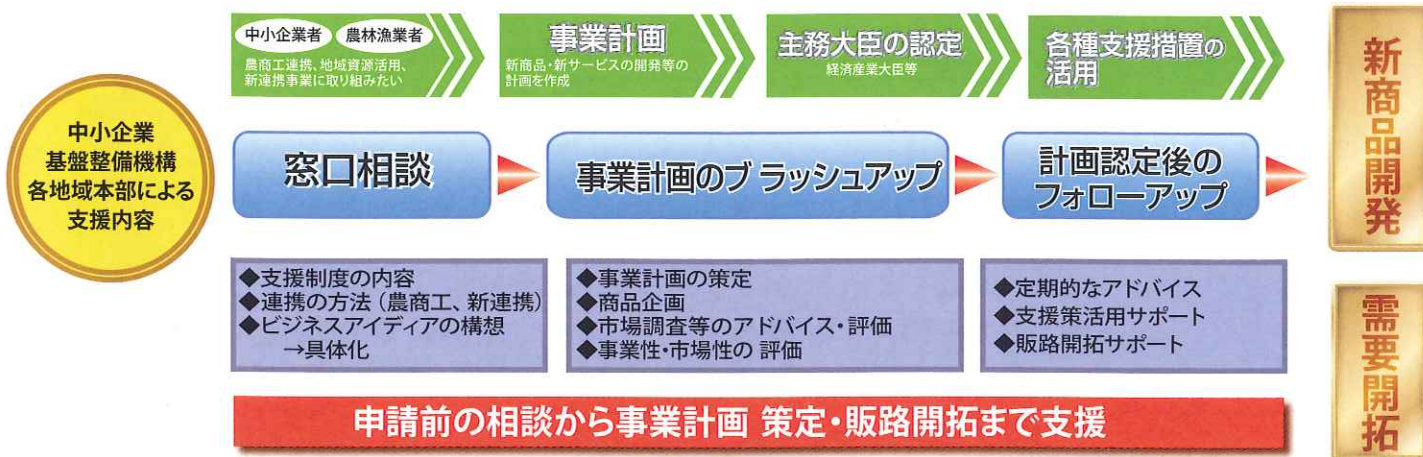 中小企業者 農林漁業者
農商工連携、地域資源活用、
新連携事業に取り組みたい
事業計画
新商品・新サービスの開発等の
計画を作成
主務大臣の認定
経済産業大臣等
各種支援措置の
活用
中小企業
基盤整備機構
各地域本部による
支援内容
窓口相談
事業計画のブ ラッシュアップ
計画認定後の
フォローアップ
◆支援制度の内容
◆連携の方法（農商工、新連携）
◆ビジネスアイディアの構想
→具体化
◆事業計画の策定
◆商品企画
◆市場調査等のアドバイス・評価
◆事業性・市場性の 評価
◆定期的なアドバイス
◆支援策活用サポート
◆販路開拓サポート
申請前の相談から事業計画 策定・販路開拓まで支援
新商品開発
需要開拓